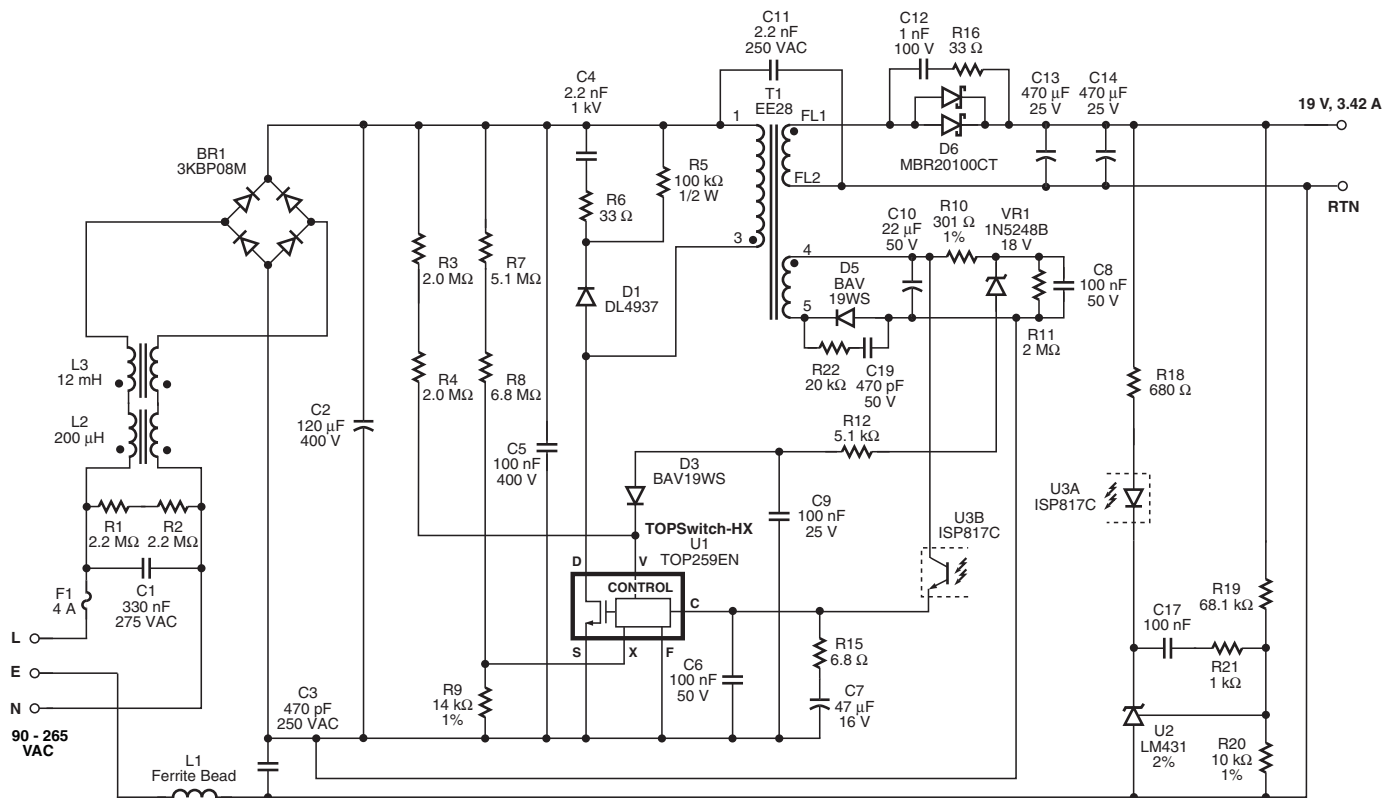 C11
2.2 nF
250 VAC
C12
1 nF
100 V
R16
33 Ω
C4
2.2 nF
1 kV
T1
EE28
C13
470 µF
25 V
C14
470 µF
25 V
19 V, 3.42 A
1
FL1
BR1
3KBP08M
D6
MBR20100CT
R5
100 kΩ
1/2 W
FL2
R6
33 Ω
RTN
C10
22 µF
50 V
R10
301 Ω
1%
VR1
1N5248B
18 V
3
4
R3
2.0 MΩ
R7
5.1 MΩ
D5
BAV
19WS
C8
100 nF
50 V
D1
DL4937
5
R11
2 MΩ
L3
12 mH
R4
2.0 MΩ
R8
6.8 MΩ
R22
20 kΩ
C19
470 pF
50 V
R18
680 Ω
C2
120 µF
400 V
L2
200 µH
R12
5.1 kΩ
C5
100 nF
400 V
D3
BAV19WS
U3A
ISP817C
R1
2.2 MΩ
R2
2.2 MΩ
C9
100 nF
25 V
U3B
ISP817C
TOPSwitch-HX
U1
TOP259EN
D
V
CONTROL
C
F1
4 A
C1
330 nF
275 VAC
R19
68.1 kΩ
C17
100 nF
L
S
X
F
R15
6.8 Ω
R21
1 kΩ
E
C6
100 nF
50 V
C7
47 µF
16 V
R9
14 kΩ
1%
C3
470 pF
250 VAC
N
90 - 265
VAC
U2
LM431
2%
R20
10 kΩ
1%
L1
Ferrite Bead